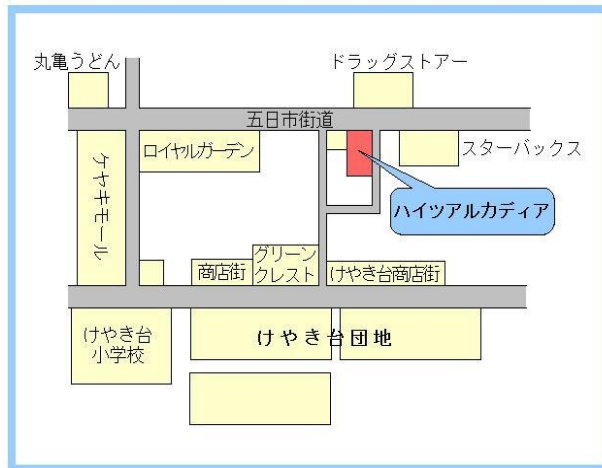 丸亀うどん
ドラッグストアー
五日市街道
ロイヤルガーデン
スターバックス
ケヤキモール
ハイツアルカディア
グリーン
クレスト
商店街
けやき台商店街
けやき台
小学校
けやき台団地